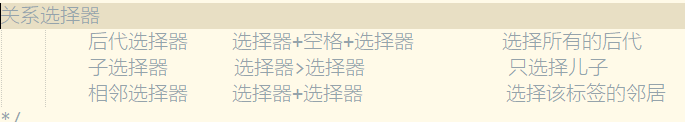 关系选择器
后代选择器 选择器+空格+选择器 选择所有的后代
子选择器 选择器>选择器 只选择儿子
相邻选择器 选择器+选择器 选择该标签的邻居
*/